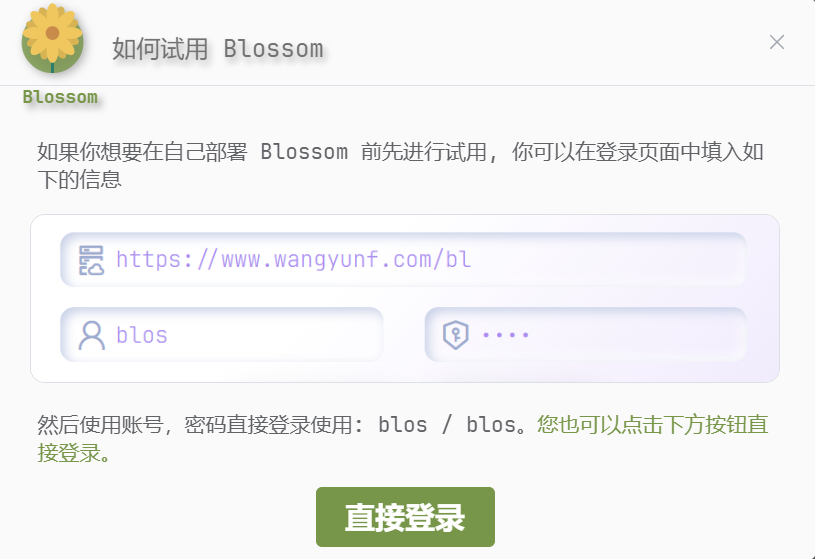 如何试用 Blossom
Blossom
如果你想要在自己部署 Blossom 前先进行试用，你可以在登录页面中填入如
下的信息
https://www.wangyunf.com/bl
blos
••••
然后使用账号，密码直接登录使用：blos / blos。您也可以点击下方按钮直
接登录。
直接登录